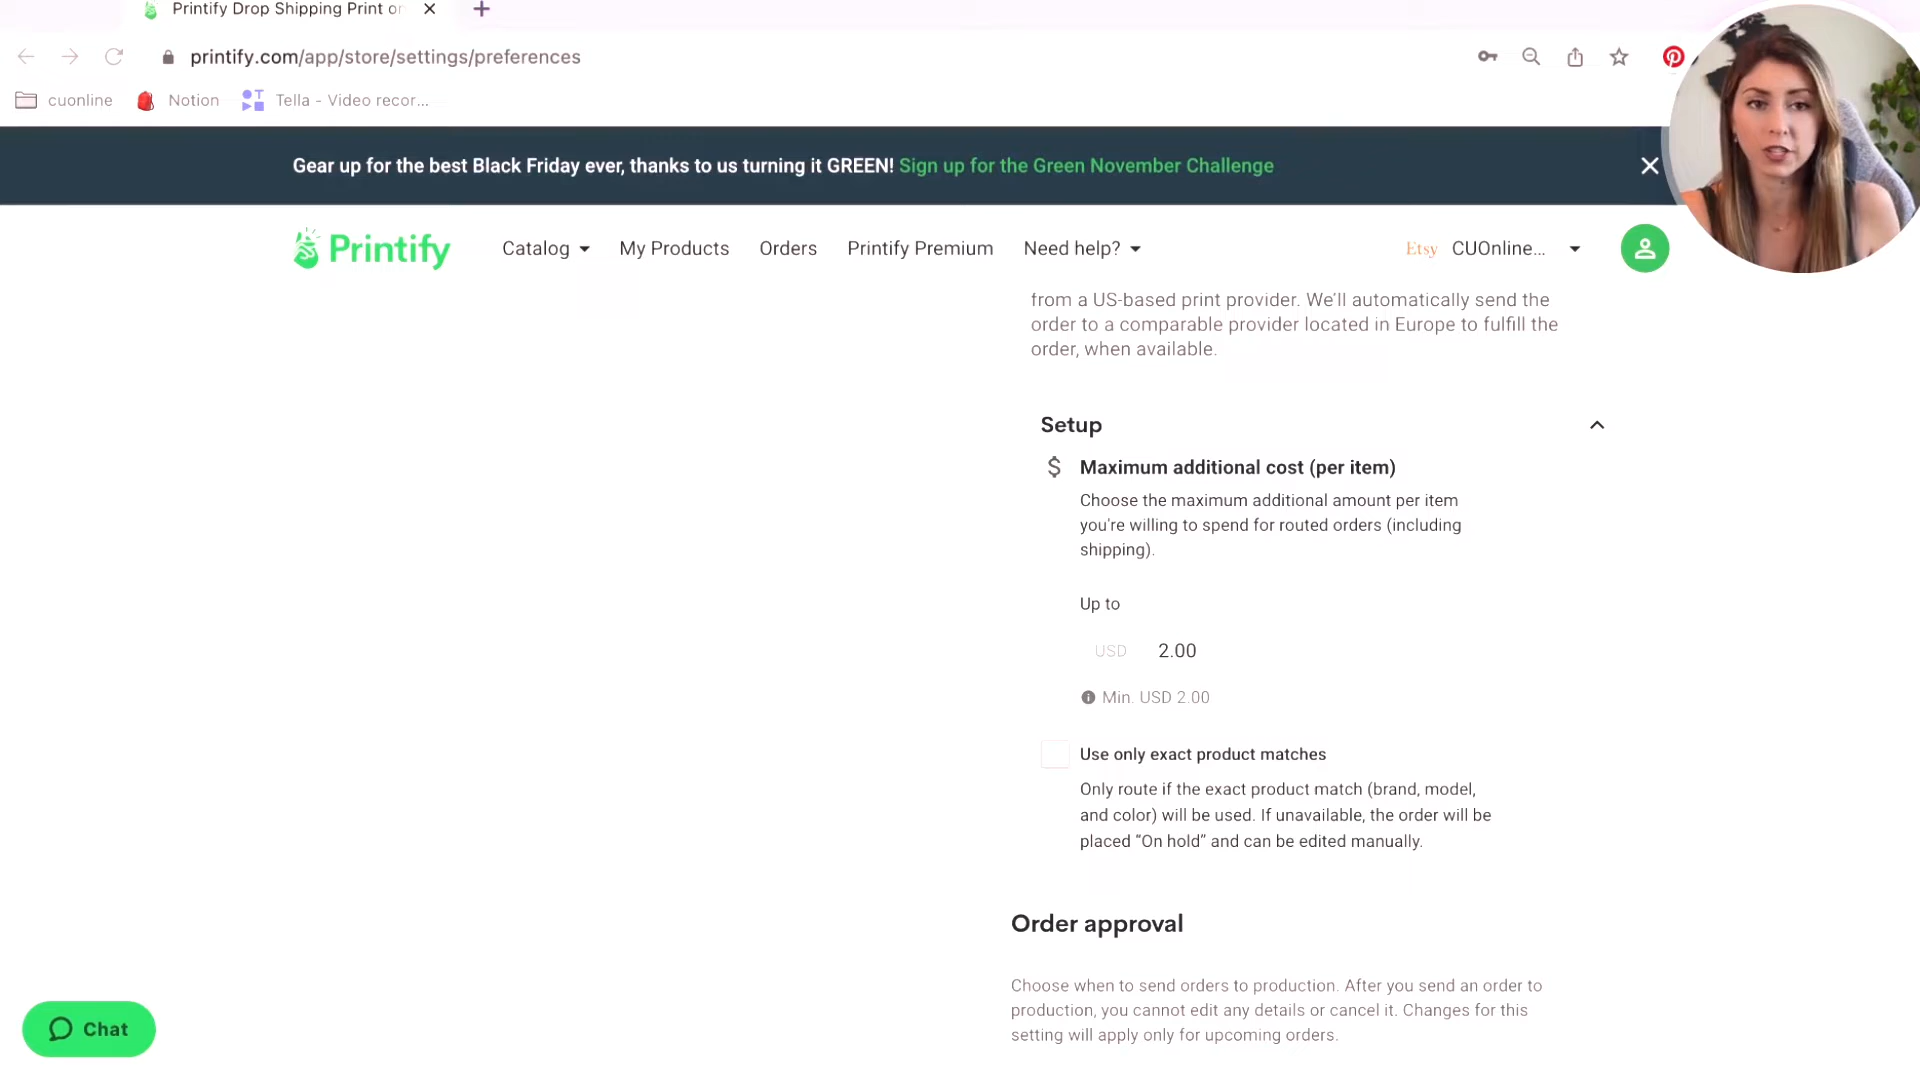 Printify Drop Shipping Print on
printify.com/app/store/settings/preferences
cuonline
Notion
Tella - Video recor...
Gear up for the best Black Friday ever, thanks to us turning it GREEN! Sign up for the Green November Challenge
Printify
Catalog
My Products
Orders
Printify Premium
Need help?
Etsy
CUOnline...
from a US-based print provider. We'll automatically send the
order to a comparable provider located in Europe to fulfill the
order, when available.
Setup
Maximum additional cost (per item)
Choose the maximum additional amount per item
you're willing to spend for routed orders (including
shipping).
Up to
USD 2.00
Min. USD 2.00
Use only exact product matches
Only route if the exact product match (brand, model,
and color) will be used. If unavailable, the order will be
placed “On hold” and can be edited manually.
Order approval
Choose when to send orders to production. After you send an order to
production, you cannot edit any details or cancel it. Changes for this
setting will apply only for upcoming orders.
Chat